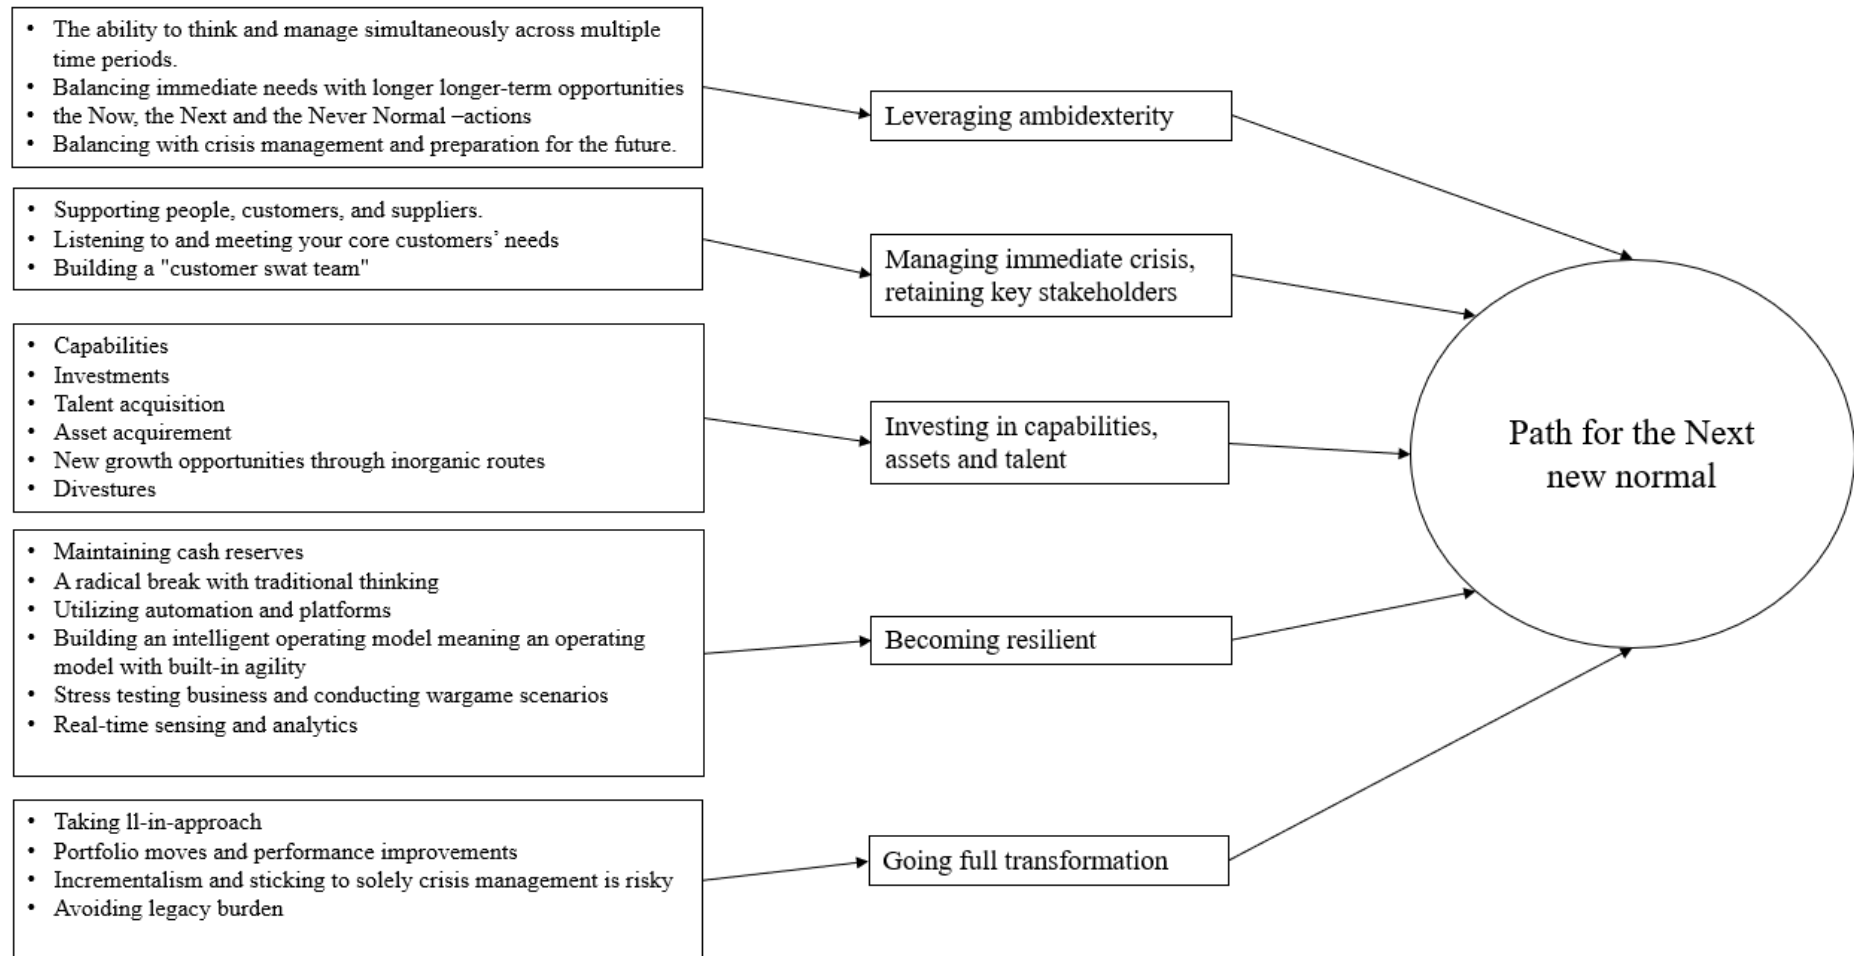 • The ability to think and manage simultaneously across multiple
time periods.
• Balancing immediate needs with longer longer-term opportunities
• the Now, the Next and the Never Normal –actions
• Balancing with crisis management and preparation for the future.
Leveraging ambidexterity
• Supporting people, customers, and suppliers.
• Listening to and meeting your core customers’ needs
• Building a "customer swat team"
Managing immediate crisis,
retaining key stakeholders
• Capabilities
• Investments
• Talent acquisition
• Asset acquirement
• New growth opportunities through inorganic routes
• Divestures
Investing in capabilities,
assets and talent
• Maintaining cash reserves
• A radical break with traditional thinking
• Utilizing automation and platforms
• Building an intelligent operating model meaning an operating
model with built-in agility
• Stress testing business and conducting wargame scenarios
• Real-time sensing and analytics
Becoming resilient
• Taking ll-in-approach
• Portfolio moves and performance improvements
• Incrementalism and sticking to solely crisis management is risky
• Avoiding legacy burden
Going full transformation
Path for the Next
new normal